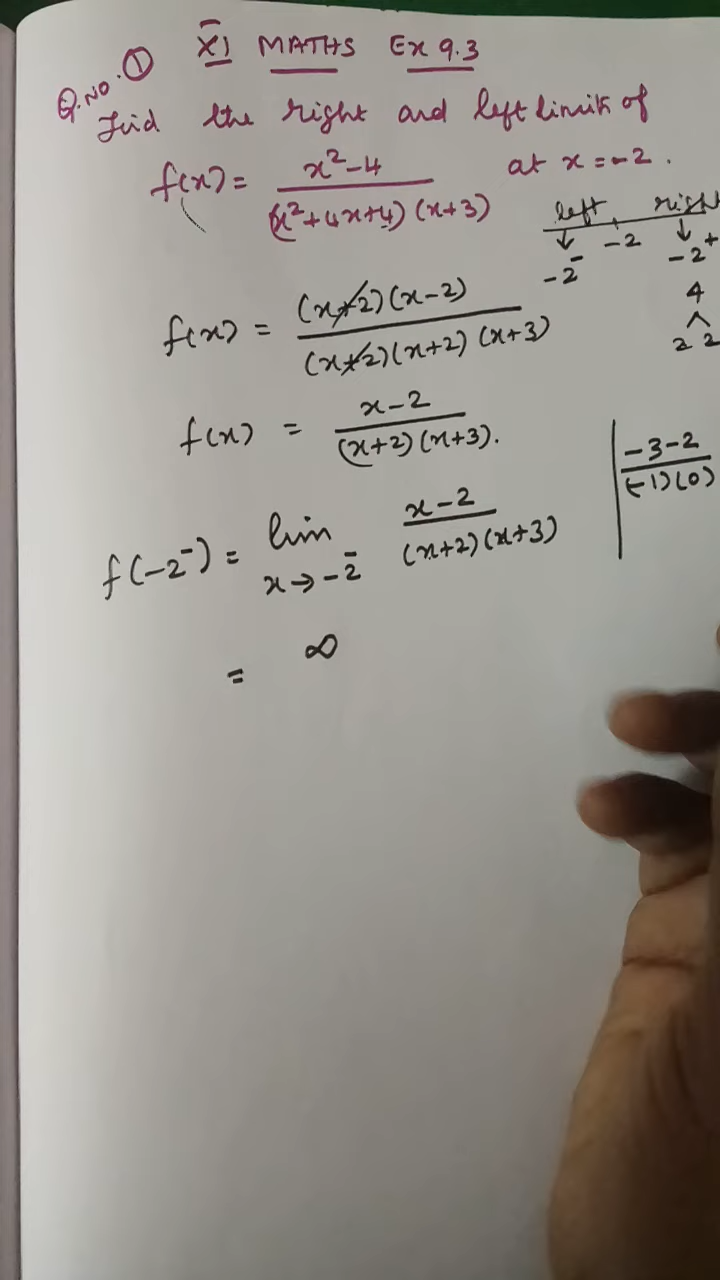 XI MATHS Ex 9.3
Q.NO.①
Find the right and left limits of
f(x) = x²-4 / (x²+4x+4)(x+3) at x = -2.
left right
-2⁻ -2 -2⁺
4
2 2
f(x) = (x+2)(x-2) / (x+2)(x+2)(x+3)
f(x) = x-2 / (x+2)(x+3).
-3-2 / (-1)(0)
f(-2⁻) = lim x→-2⁻ x-2 / (x+2)(x+3)
= ∞